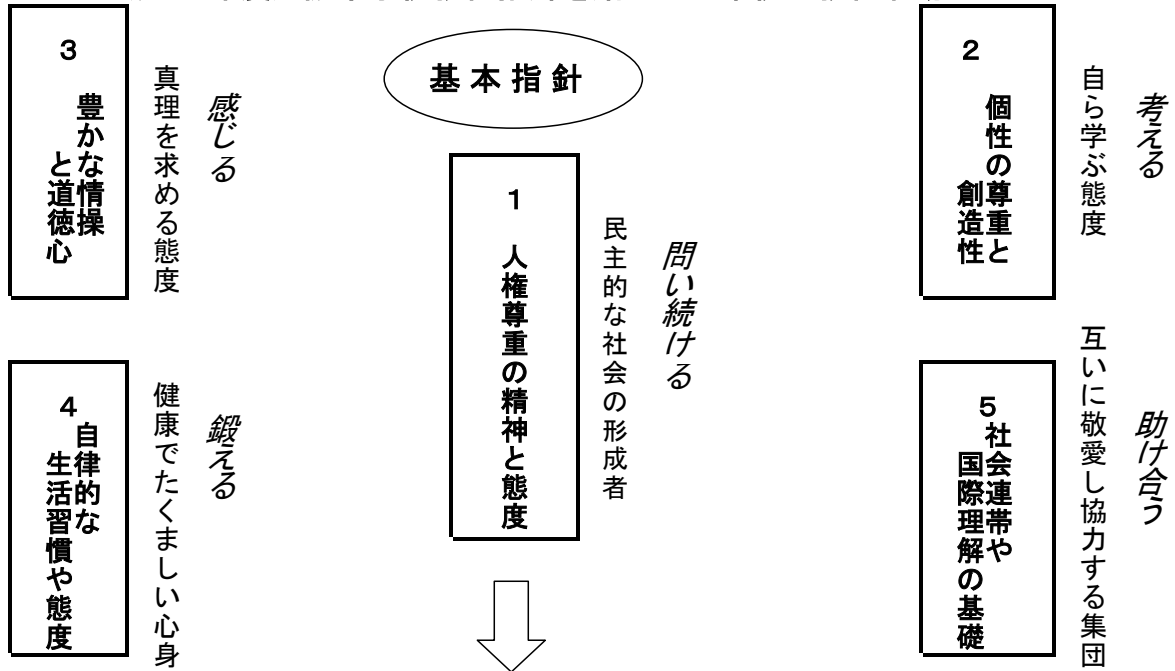 基本指針
1 人権尊重の精神と態度
民主的な社会の形成者
問い続ける
2 個性の尊重と
創造性
自ら学ぶ態度
考える
3 豊かな情操
と道徳心
真理を求める態度
感じる
4 自律的な
生活習慣や態度
健康でたくましい心身
鍛える
5 社会連帯や
国際理解の基礎
互いに敬愛し協力する集団
助け合う